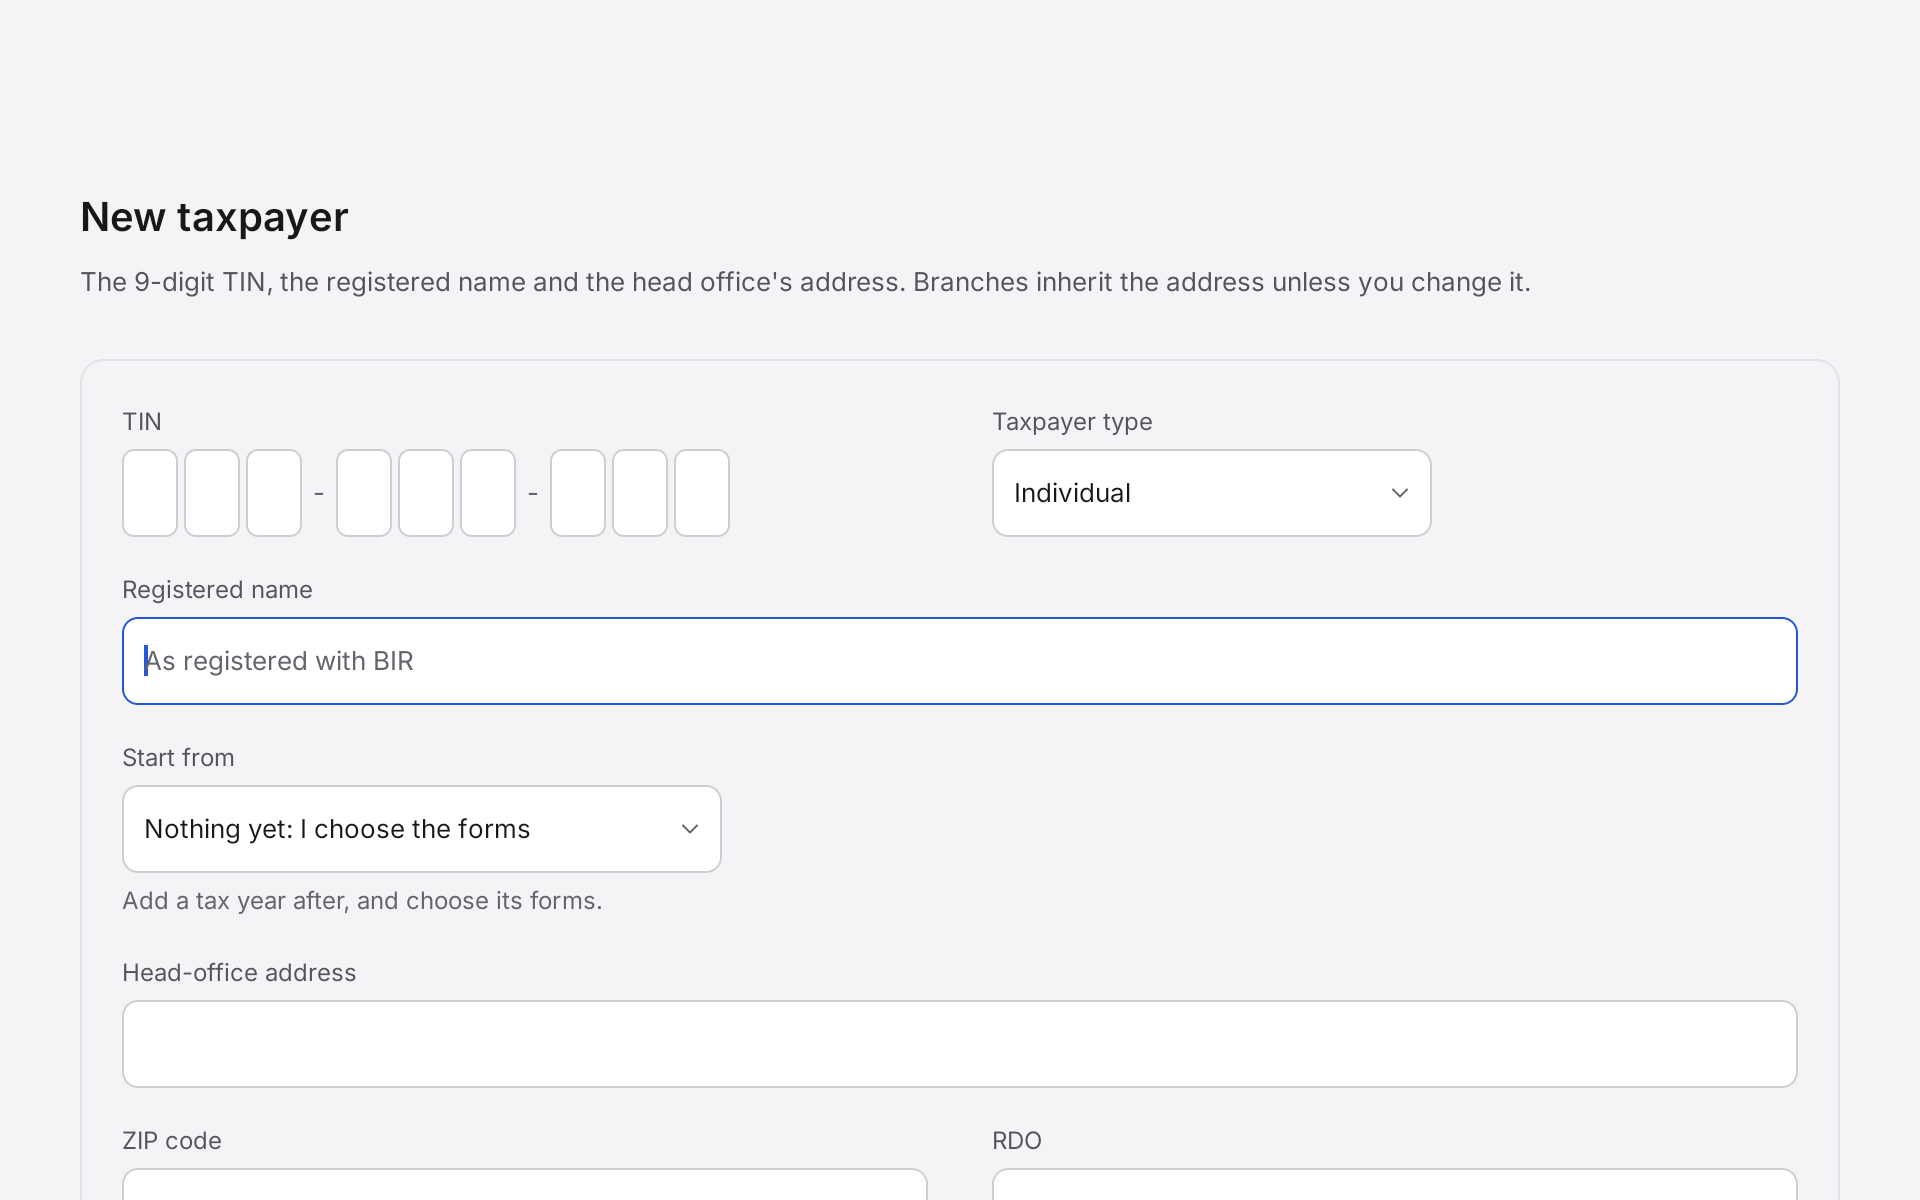 New taxpayer
The 9-digit TIN, the registered name and the head office's address. Branches inherit the address unless you change it.
TIN
Taxpayer type
- -
Individual
Registered name
As registered with BIR
Start from
Nothing yet: I choose the forms
Add a tax year after, and choose its forms.
Head-office address
ZIP code
RDO